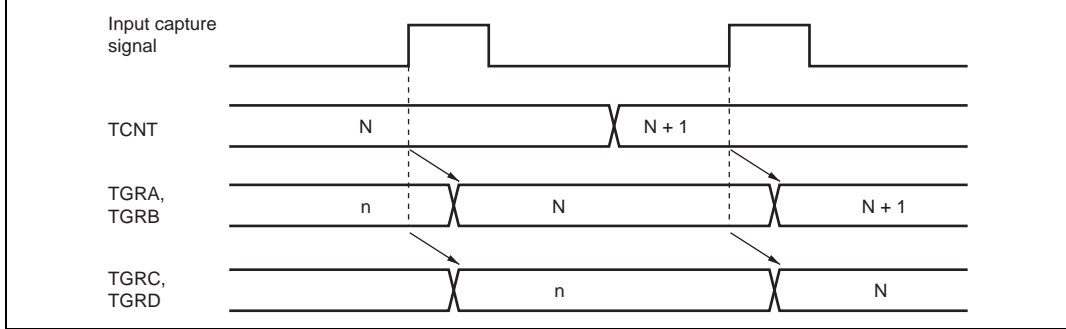 Input capture
signal
TCNT
N
N + 1
TGRA,
TGRB
n
N
N + 1
TGRC,
TGRD
n
N